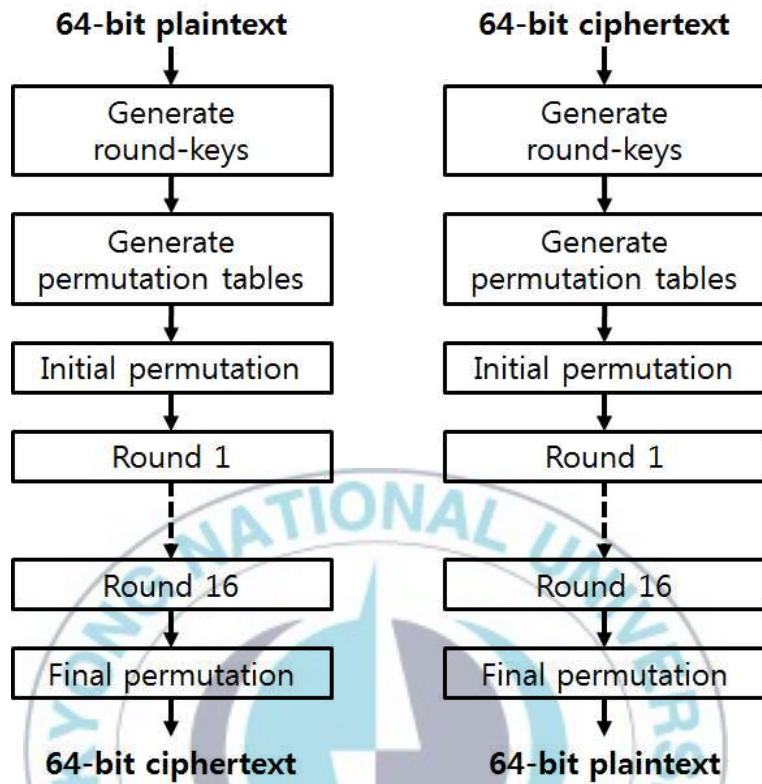 64-bit plaintext
Generate
round-keys
Generate
permutation tables
Initial permutation
Round 1
Round 16
Final permutation
64-bit ciphertext
64-bit ciphertext
Generate
round-keys
Generate
permutation tables
Initial permutation
Round 1
Round 16
Final permutation
64-bit plaintext
NATIONAL